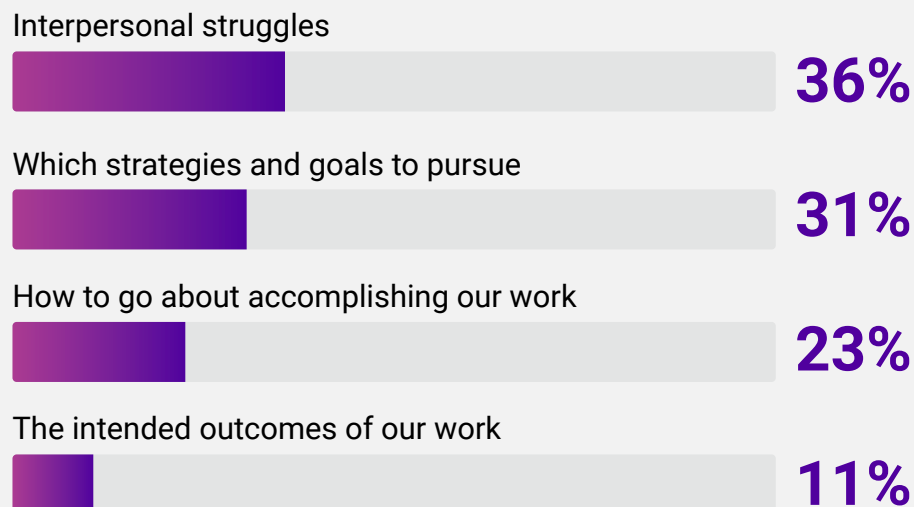 Interpersonal struggles
36%
Which strategies and goals to pursue
31%
How to go about accomplishing our work
23%
The intended outcomes of our work
11%